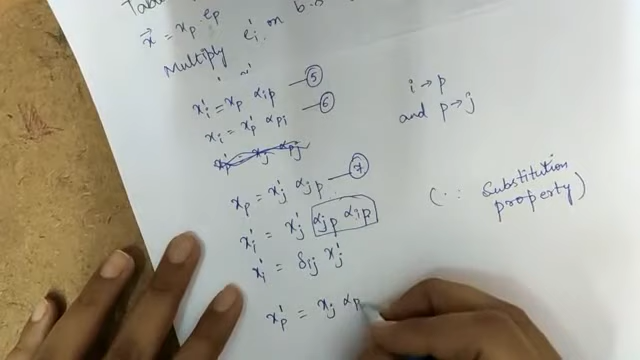 x⃗ = xₚ eₚ
Multiply e'ᵢ on b.s
x'ᵢ = xₚ αᵢₚ —⑤
xᵢ = x'ₚ αₚᵢ —⑥
i → p
and p → j
xₚ = x'ⱼ αⱼₚ —⑦
x'ᵢ = x'ⱼ αⱼₚ αᵢₚ
(∵ Substitution property)
x'ᵢ = δᵢⱼ x'ⱼ
x'ₚ = xⱼ αₚ